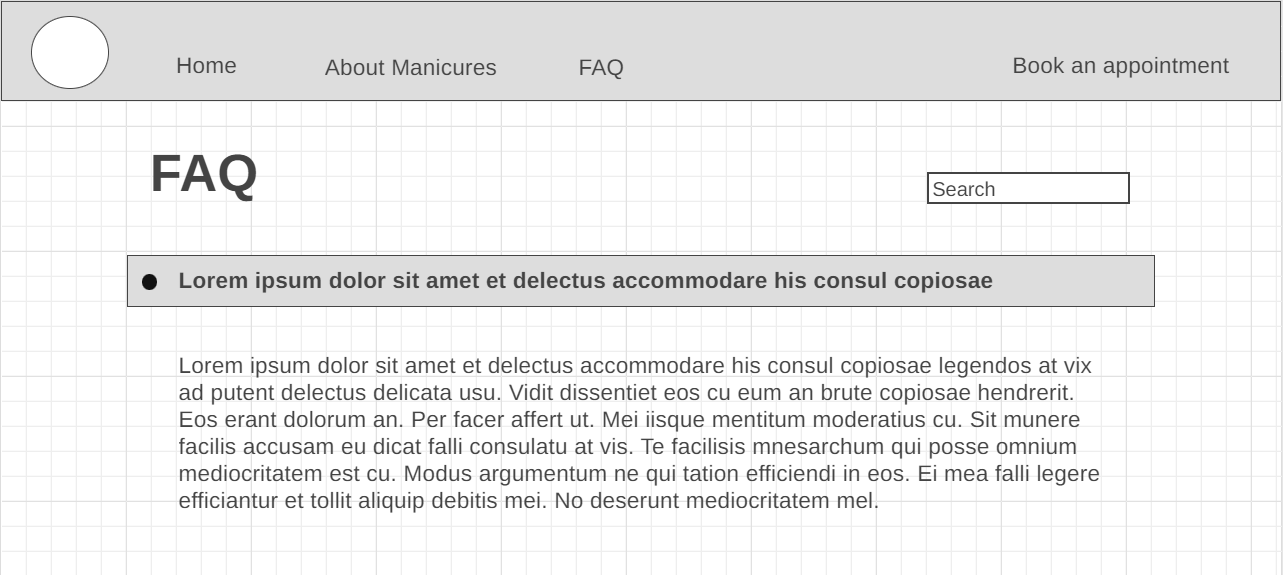 Home
About Manicures
FAQ
Book an appointment
FAQ
Search
Lorem ipsum dolor sit amet et delectus accommodare his consul copiosae
Lorem ipsum dolor sit amet et delectus accommodare his consul copiosae legendos at vix
ad putent delectus delicata usu. Vidit dissentiet eos cu eum an brute copiosae hendrerit.
Eos erant dolorum an. Per facer affert ut. Mei iisque mentitum moderatius cu. Sit munere
facilis accusam eu dicat falli consulatu at vis. Te facilisis mnesarchum qui posse omnium
mediocritatem est cu. Modus argumentum ne qui tation efficiendi in eos. Ei mea falli legere
efficiantur et tollit aliquip debitis mei. No deserunt mediocritatem mel.